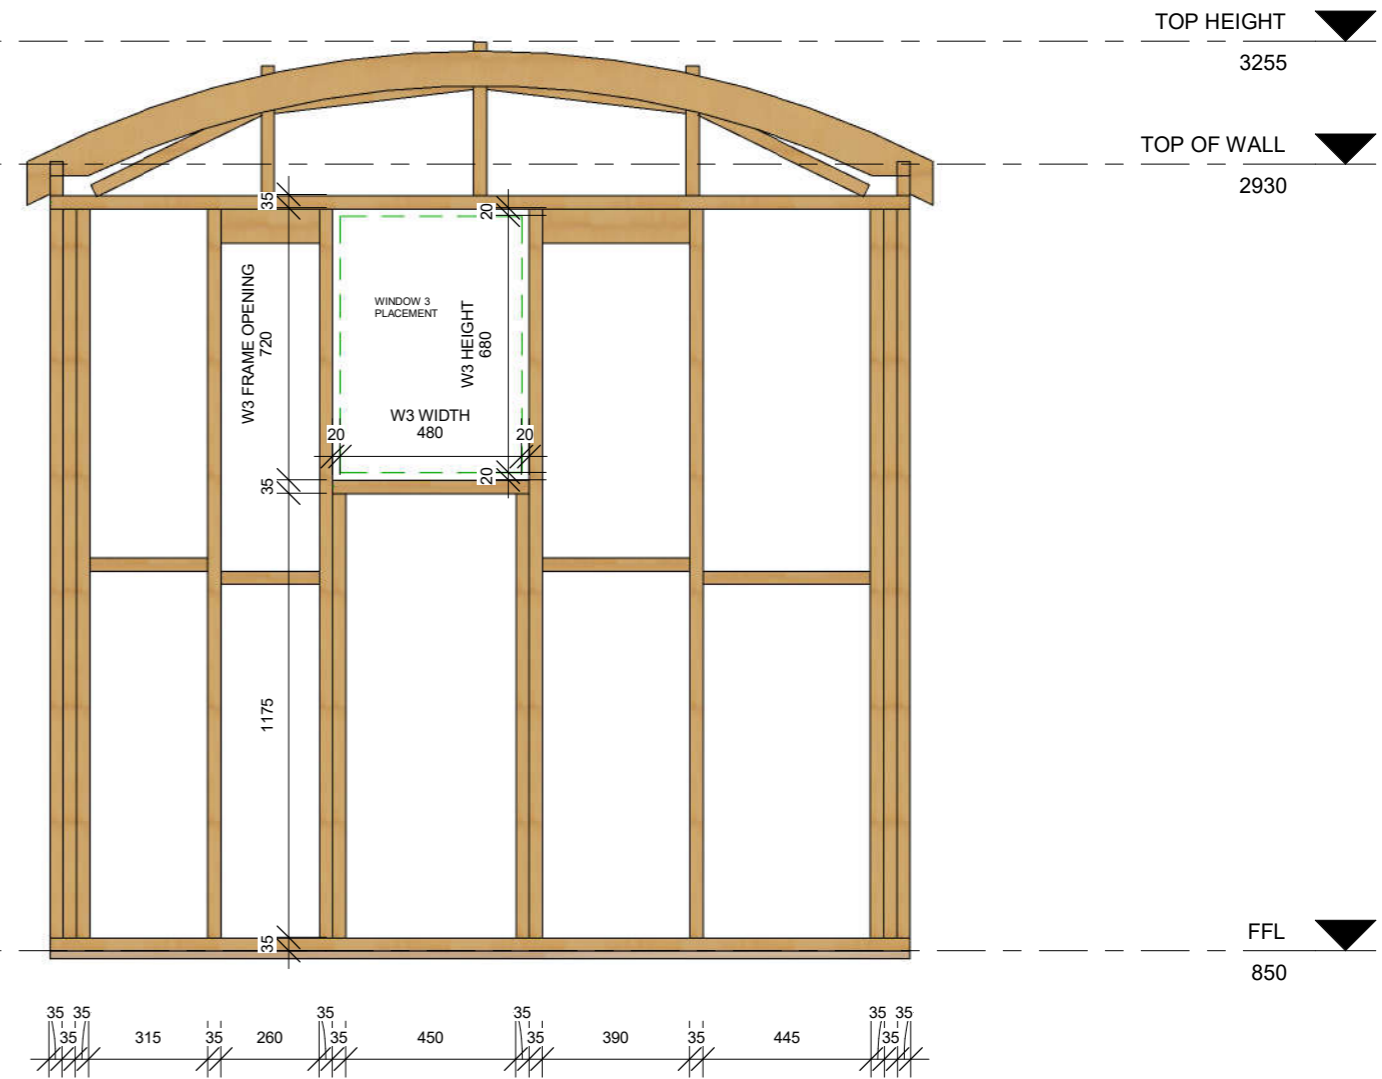 TOP HEIGHT
3255
TOP OF WALL
2930
35
20
W3 FRAME OPENING
720
WINDOW 3
PLACEMENT
W3 HEIGHT
680
W3 WIDTH
480
20
20
35
20
1175
35
FFL
850
35 35 35 35 35 35
35 315 35 260 35 450 35 390 35 445 35